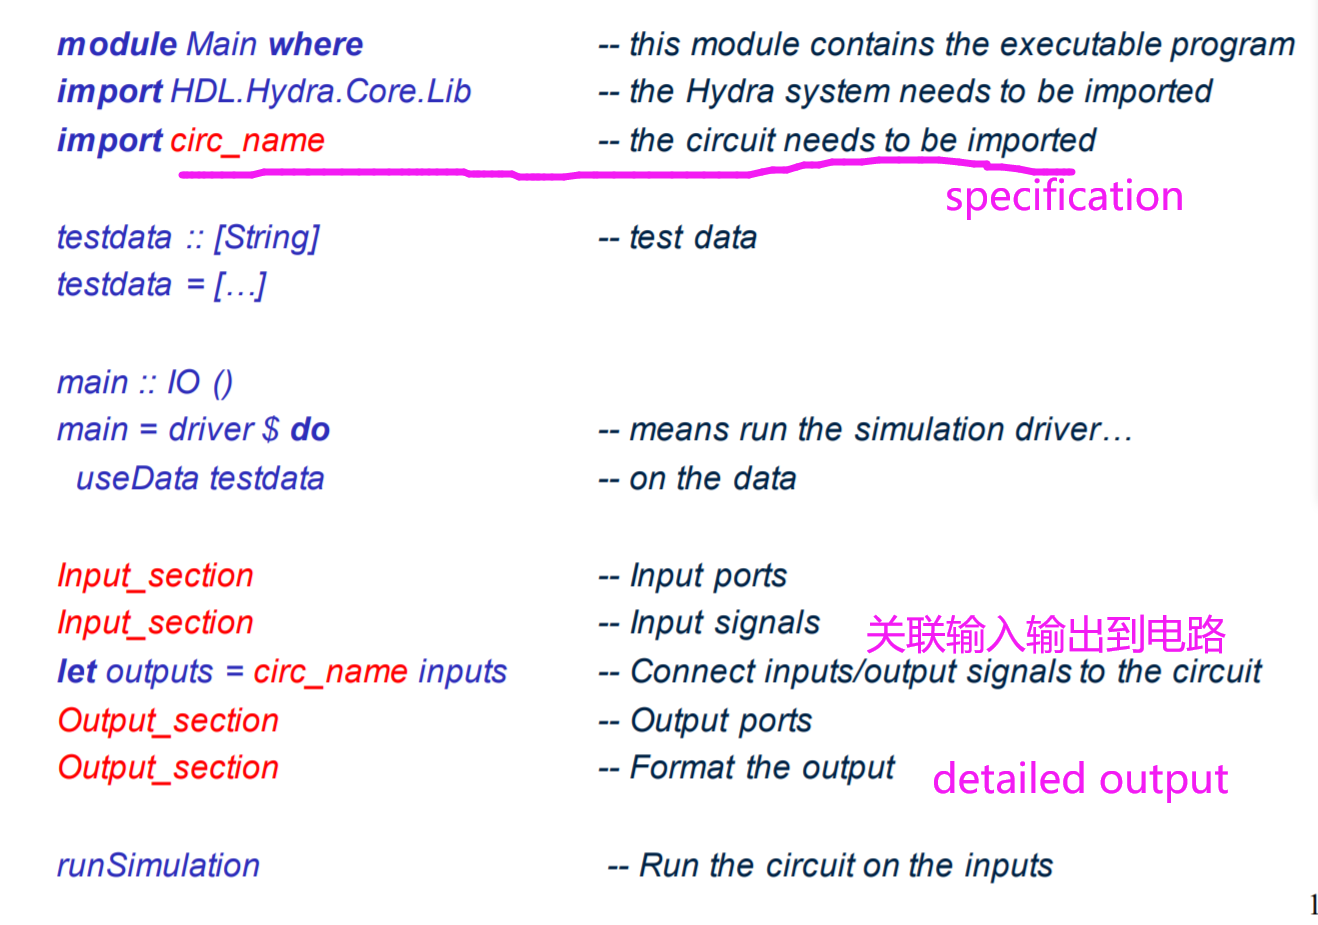 module Main where -- this module contains the executable program
import HDL.Hydra.Core.Lib -- the Hydra system needs to be imported
import circ_name -- the circuit needs to be imported
specification
testdata :: [String] -- test data
testdata = [...]
main :: IO ()
main = driver $ do -- means run the simulation driver...
useData testdata -- on the data
Input_section -- Input ports
Input_section -- Input signals 关联输入输出到电路
let outputs = circ_name inputs -- Connect inputs/output signals to the circuit
Output_section -- Output ports
Output_section -- Format the output detailed output
runSimulation -- Run the circuit on the inputs
1